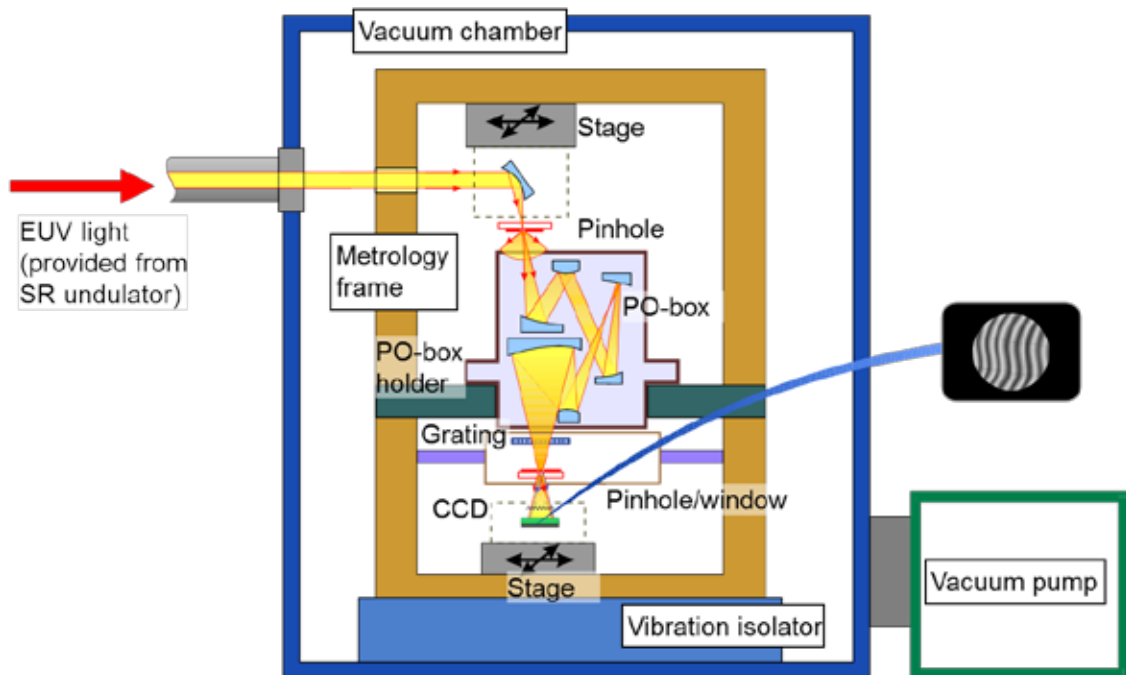 Vacuum chamber
Stage
EUV light
(provided from
SR undulator)
Pinhole
Metrology
frame
PO-box
PO-box
holder
Grating
CCD
Pinhole/window
Stage
Vacuum pump
Vibration isolator